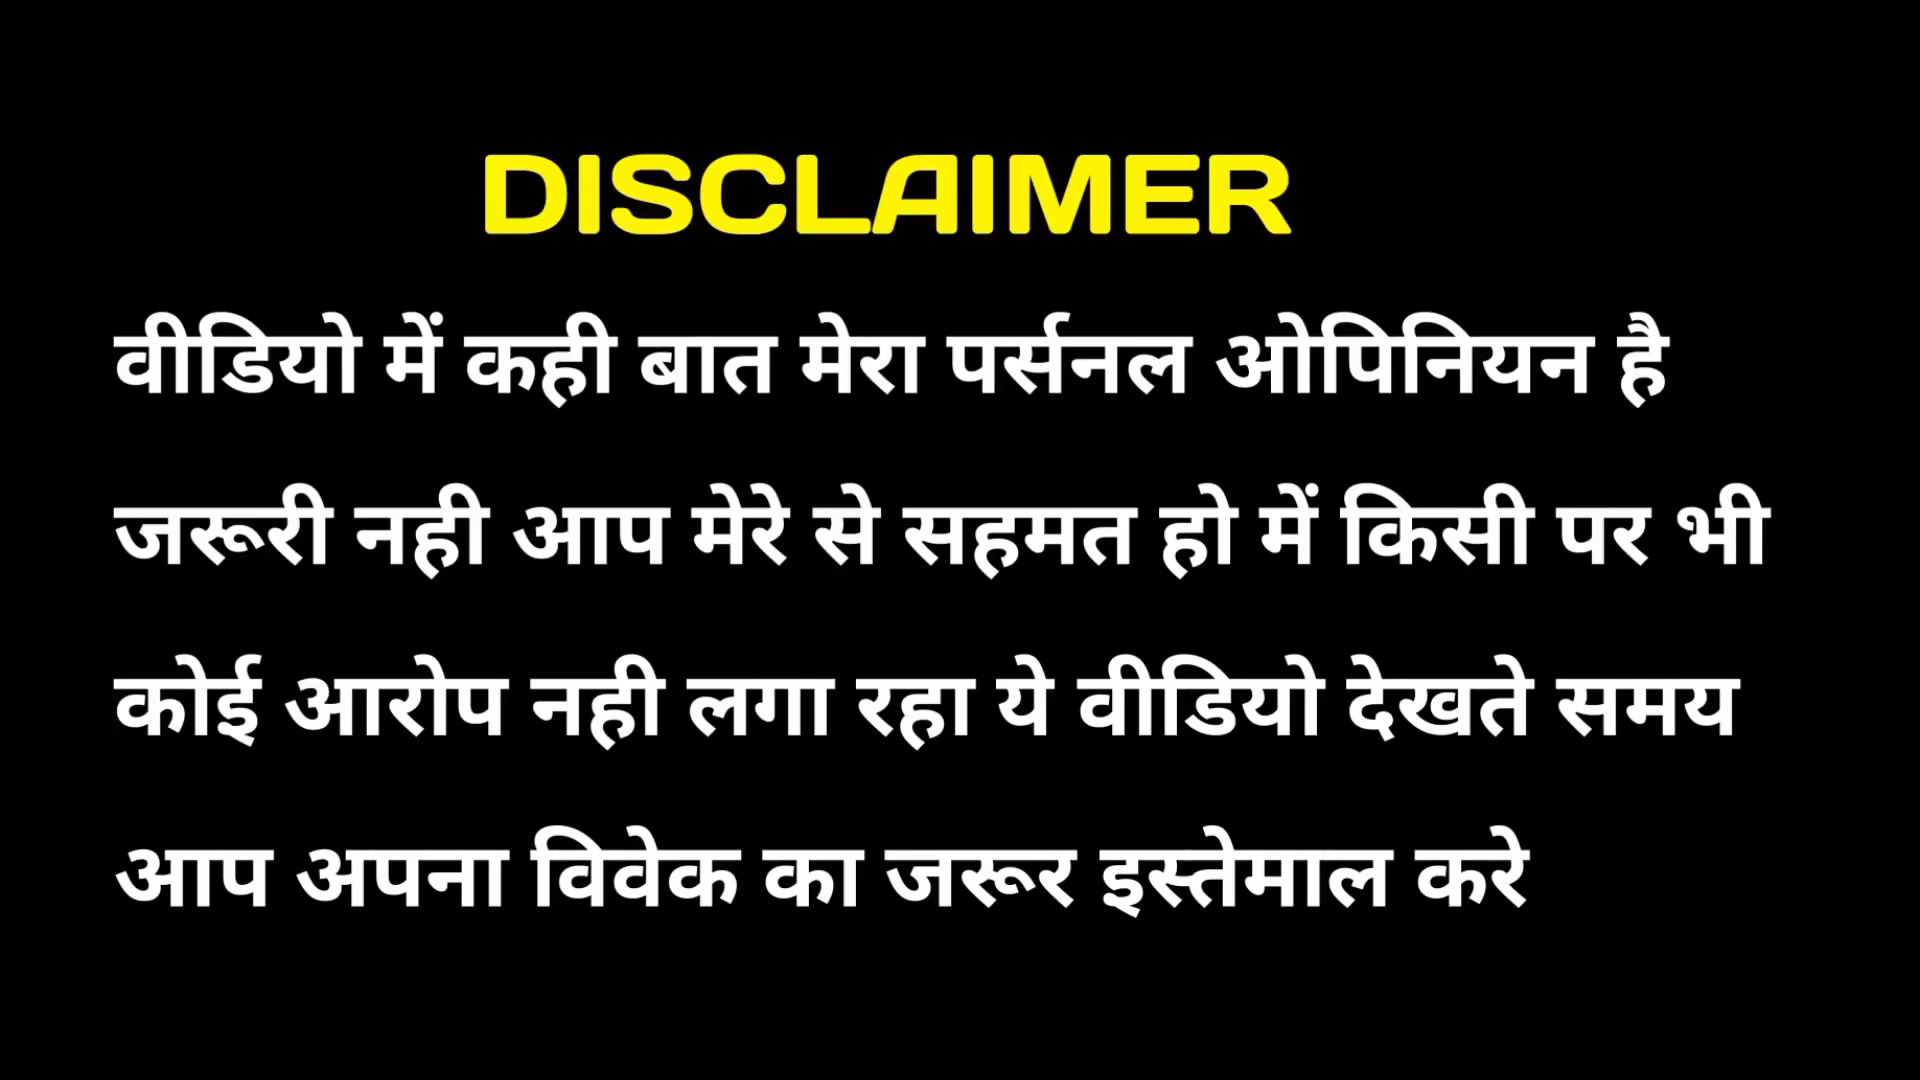 DISCLAIMER
वीडियो में कही बात मेरा पर्सनल ओपिनियन है
जरूरी नही आप मेरे से सहमत हो में किसी पर भी
कोई आरोप नही लगा रहा ये वीडियो देखते समय
आप अपना विवेक का जरूर इस्तेमाल करे